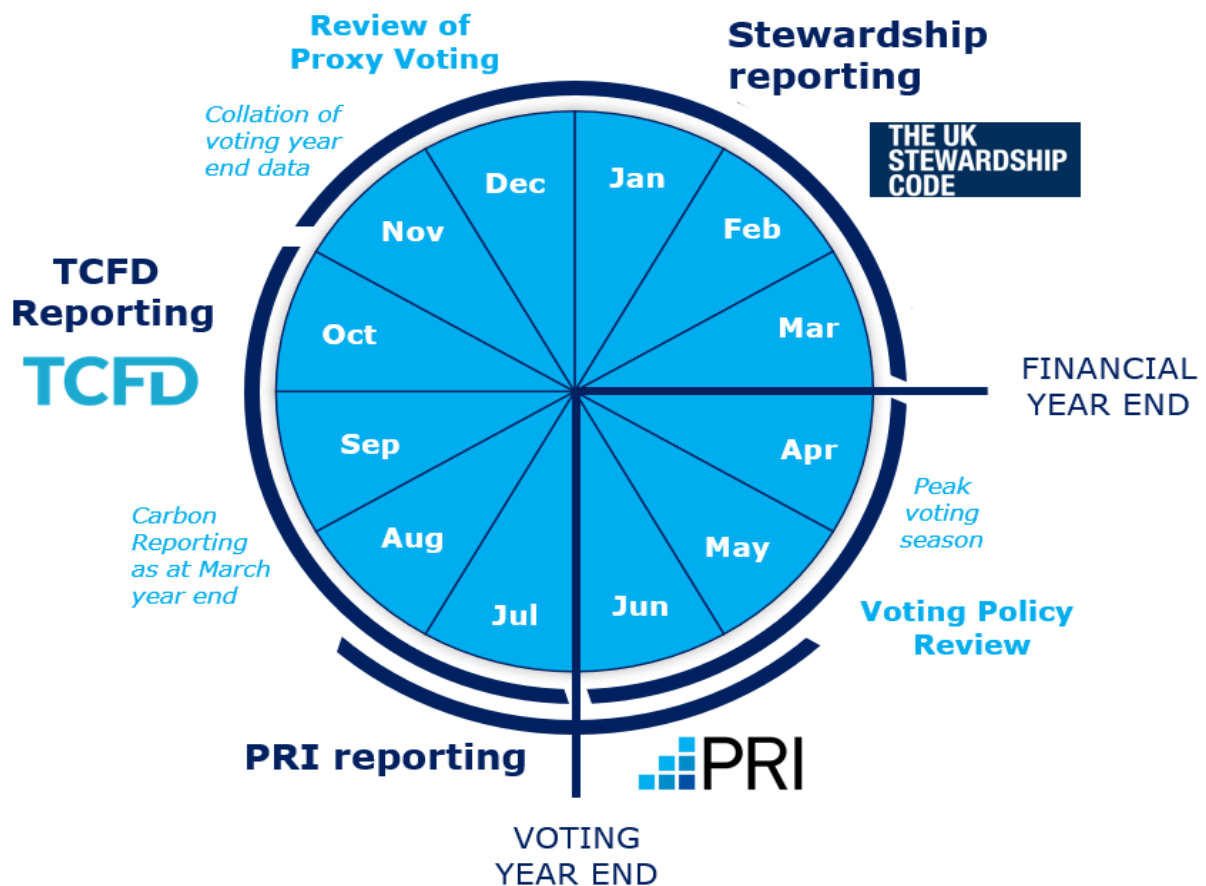 Review of
Proxy Voting
Stewardship
reporting
Collation of
voting year
end data
THE UK
STEWARDSHIP
CODE
Dec
Jan
Nov
Feb
TCFD
Reporting
Oct
Mar
TCFD
FINANCIAL
YEAR END
Sep
Apr
Carbon
Reporting
as at March
year end
Peak
voting
season
Aug
May
Jul
Jun
Voting Policy
Review
PRI reporting
PRI
VOTING
YEAR END